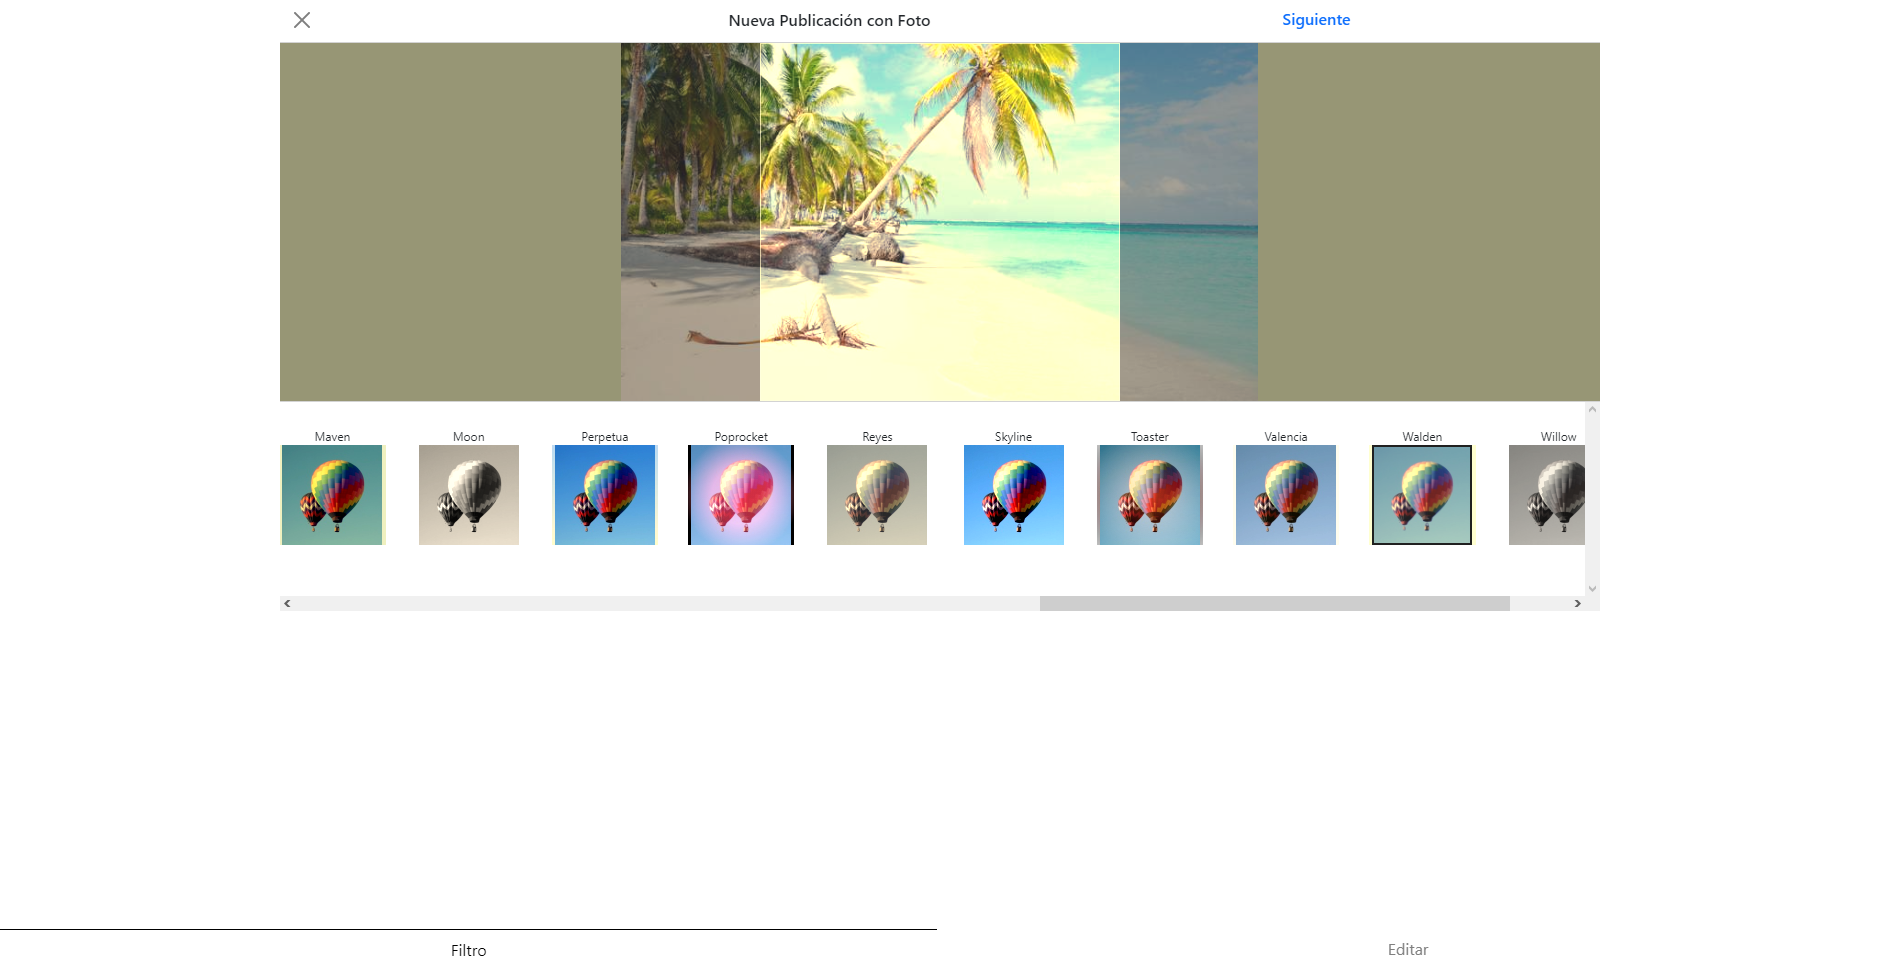 Nueva Publicación con Foto
Siguiente
Maven
Moon
Perpetua
Poprocket
Reyes
Skyline
Toaster
Valencia
Walden
Willow
Filtro
Editar